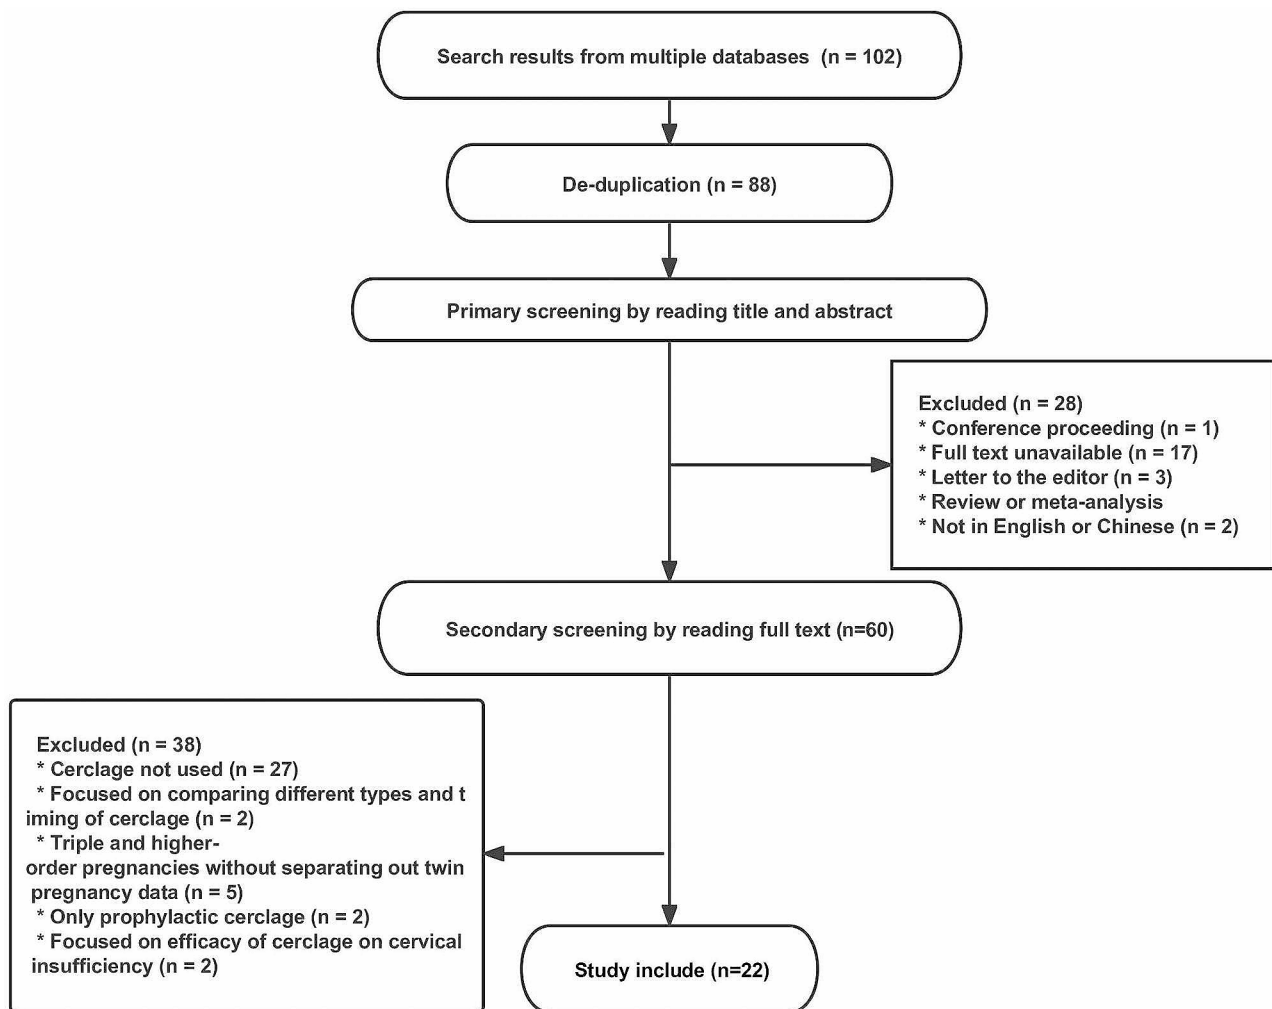 Search results from multiple databases (n = 102)
De-duplication (n = 88)
Primary screening by reading title and abstract
Excluded (n = 28)
* Conference proceeding (n = 1)
* Full text unavailable (n = 17)
* Letter to the editor (n = 3)
* Review or meta-analysis
* Not in English or Chinese (n = 2)
Secondary screening by reading full text (n=60)
Excluded (n = 38)
* Cerclage not used (n = 27)
* Focused on comparing different types and t
iming of cerclage (n = 2)
* Triple and higher-
order pregnancies without separating out twin
pregnancy data (n = 5)
* Only prophylactic cerclage (n = 2)
* Focused on efficacy of cerclage on cervical
insufficiency (n = 2)
Study include (n=22)